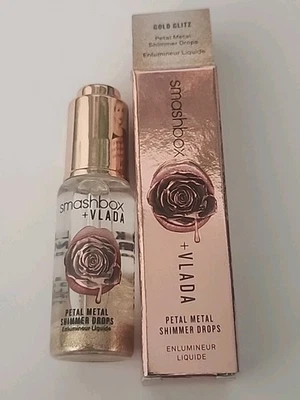 GOLD BLITZ
Petal Metal
Shimmer Drops
Enlumineur Liquide
smashbox
+ VLADA
PETAL METAL
SHIMMER DROPS
ENLUMINEUR
LIQUIDE
smashbox
+VLADA
PETAL METAL
SHIMMER DROPS
Enlumineur Liquide